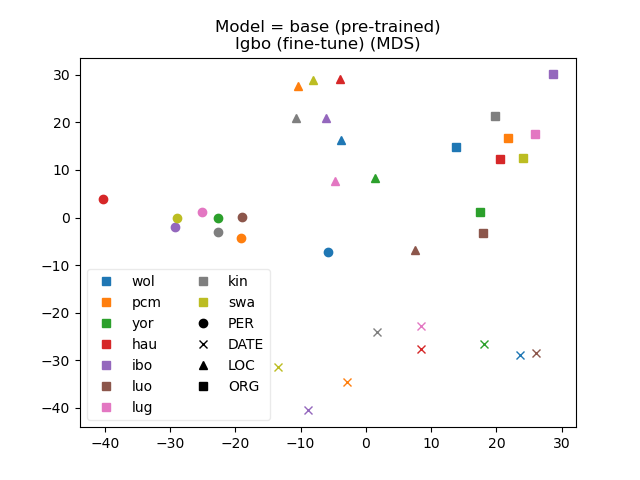 Model = base (pre-trained)
Igbo (fine-tune) (MDS)
30
20
10
0
−10
−20
−30
−40
wol
pcm
yor
hau
ibo
luo
lug
kin
swa
PER
DATE
LOC
ORG
−40 −30 −20 −10 0 10 20 30